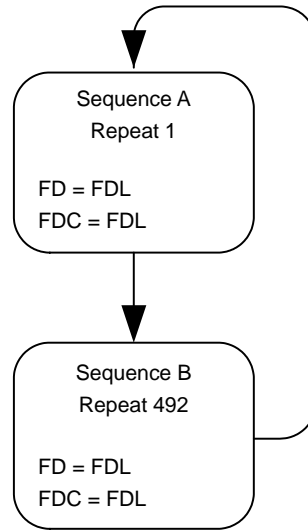 Sequence A
Repeat 1
FD = FDL
FDC = FDL
Sequence B
Repeat 492
FD = FDL
FDC = FDL